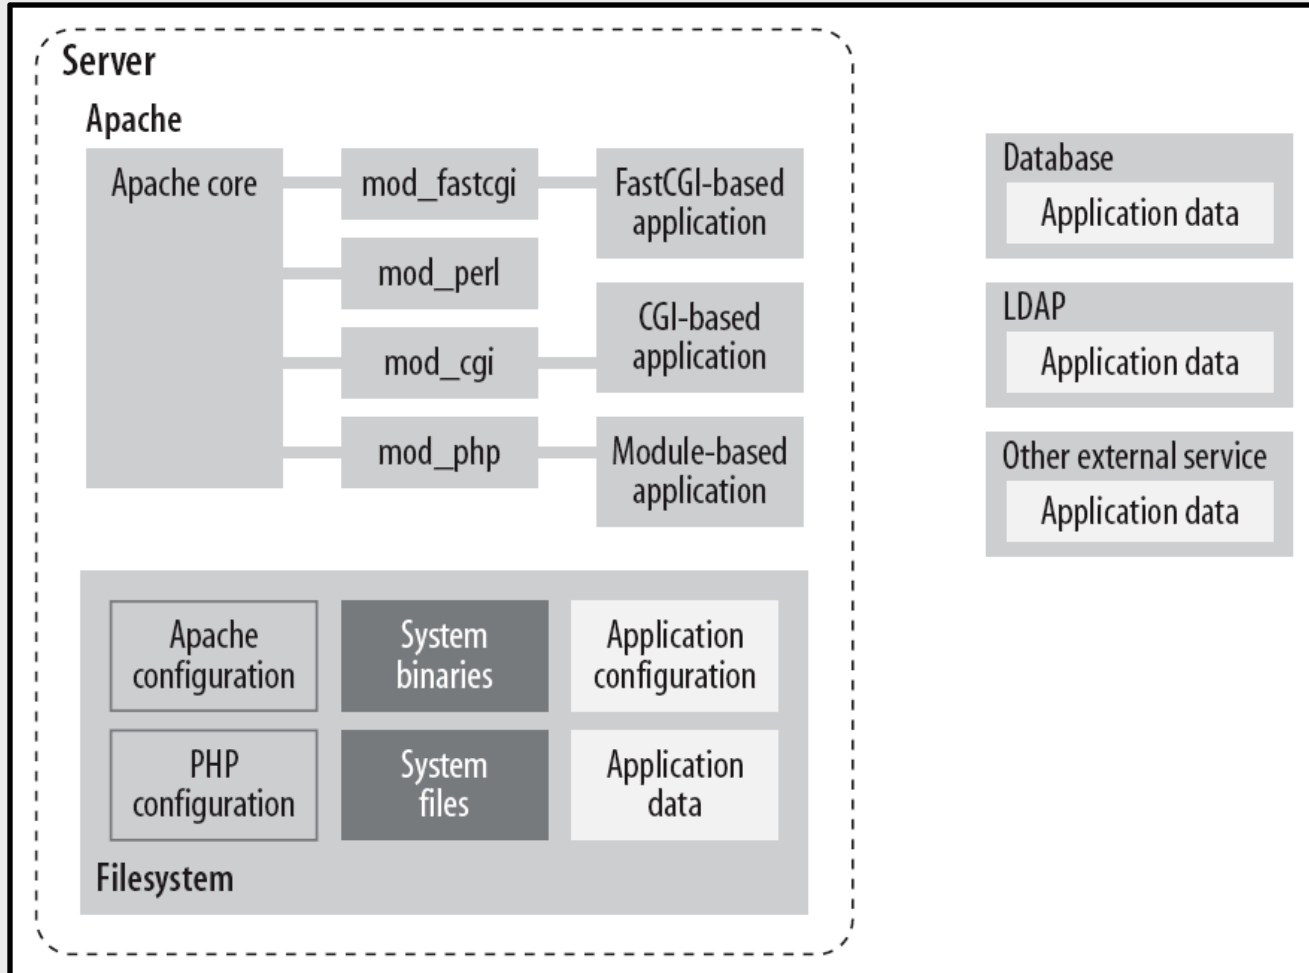 Server
Apache
Apache core
mod_fastcgi
FastCGI-based
application
mod_perl
mod_cgi
CGI-based
application
mod_php
Module-based
application
Apache
configuration
System
binaries
Application
configuration
PHP
configuration
System
files
Application
data
Filesystem
Database
Application data
LDAP
Application data
Other external service
Application data